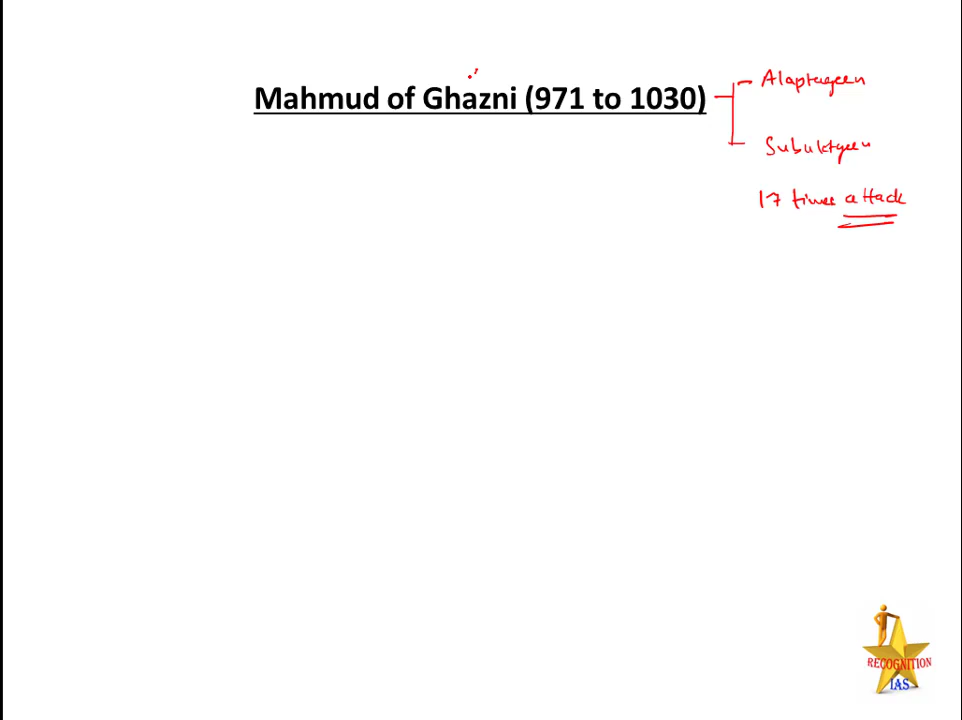 Mahmud of Ghazni (971 to 1030)
Alaptageen
Subuktgeen
17 times attack
RECOGNITION
IAS